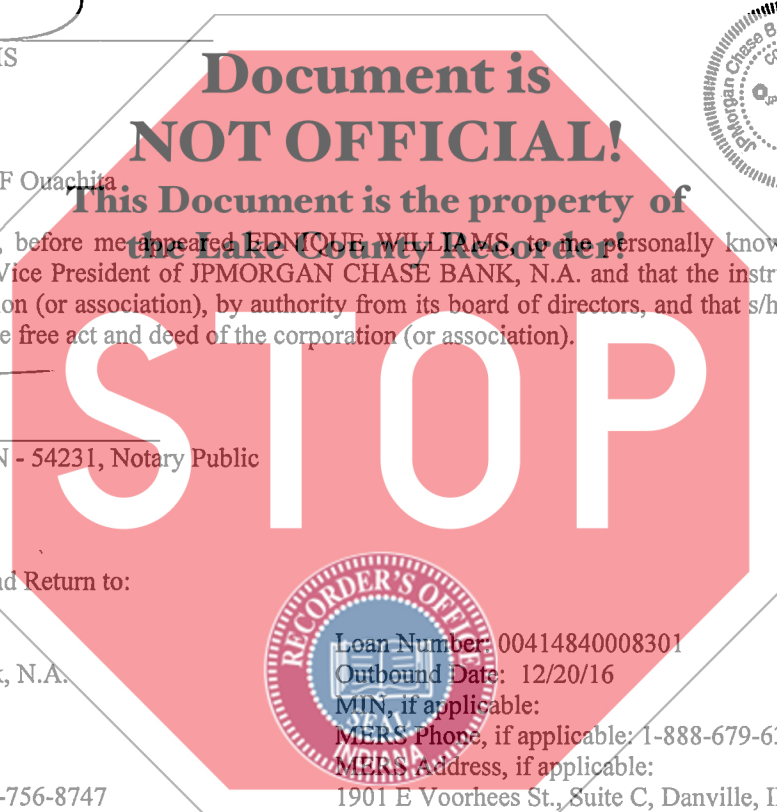 IS
JPMorgan Chase B
Document is
NOT OFFICIAL!
F Ouachita
This Document is the property of
the Lake County Recorder!
, before me appeared EDNIQUE WILLIAMS, to me personally know
Vice President of JPMORGAN CHASE BANK, N.A. and that the instr
on (or association), by authority from its board of directors, and that s/h
e free act and deed of the corporation (or association).
STOP
N - 54231, Notary Public
nd Return to:
RECORDER'S OFFICE
SEAL
INDIANA
Loan Number: 00414840008301
k, N.A.
Outbound Date: 12/20/16
MIN, if applicable:
MERS Phone, if applicable: 1-888-679-6
MERS Address, if applicable:
-756-8747
1901 E Voorhees St., Suite C, Danville, I